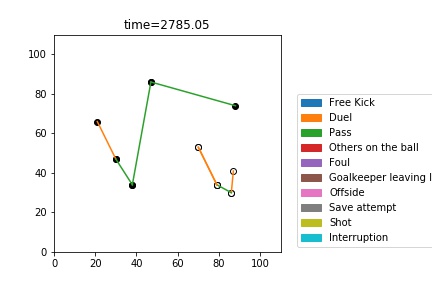 time=2785.05
100
80
60
40
20
0
0 20 40 60 80 100
Free Kick
Duel
Pass
Others on the ball
Foul
Goalkeeper leaving l
Offside
Save attempt
Shot
Interruption